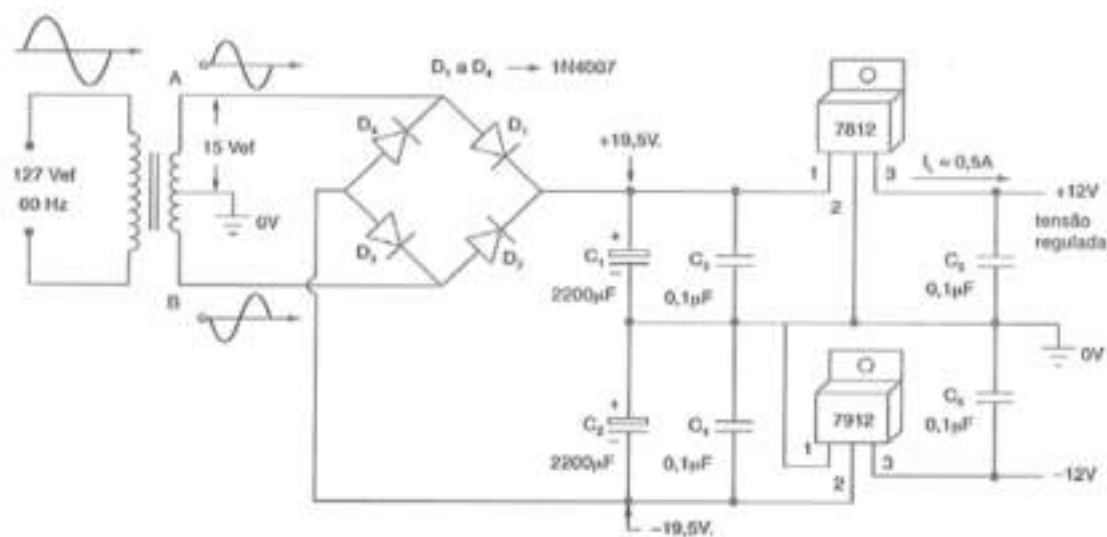 D₁ a D₄ → 1N4007
A
15 Vef
127 Vef
60 Hz
0V
B
D₄
D₁
D₃
D₂
+19,5V.
7812
1
2
3
I_L = 0,5A
+12V
tensão
regulada
+
C₁
−
2200µF
C₃
0,1µF
C₅
0,1µF
0V
+
C₂
−
2200µF
C₄
0,1µF
7912
1
2
3
C₆
0,1µF
−12V
−19,5V.